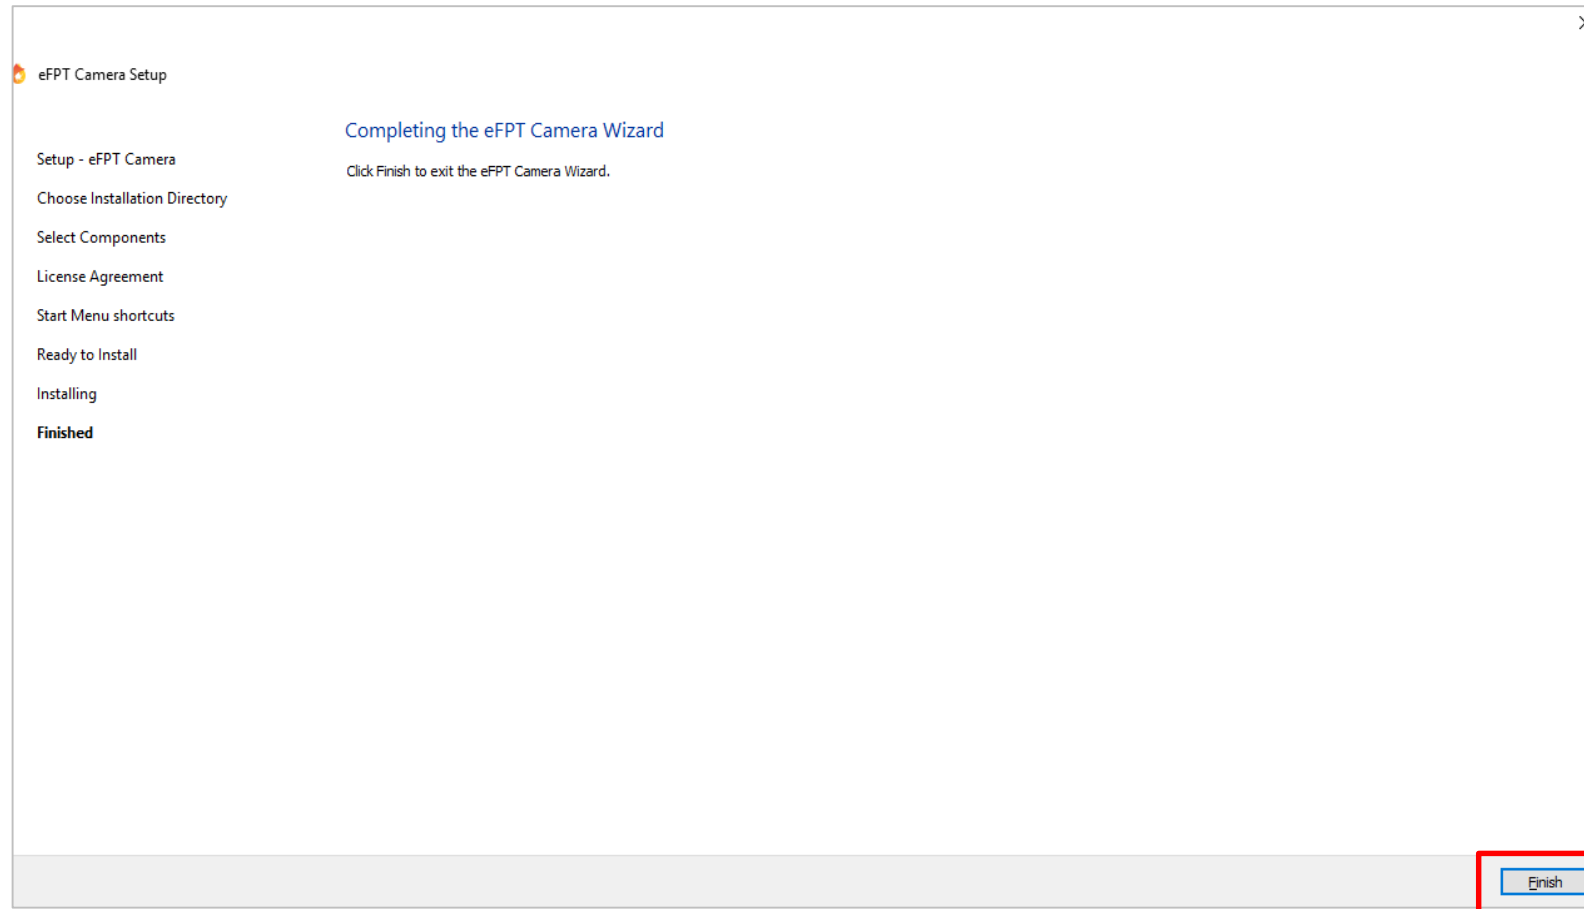 eFPT Camera Setup
Setup - eFPT Camera
Choose Installation Directory
Select Components
License Agreement
Start Menu shortcuts
Ready to Install
Installing
Finished
Completing the eFPT Camera Wizard
Click Finish to exit the eFPT Camera Wizard.
Finish